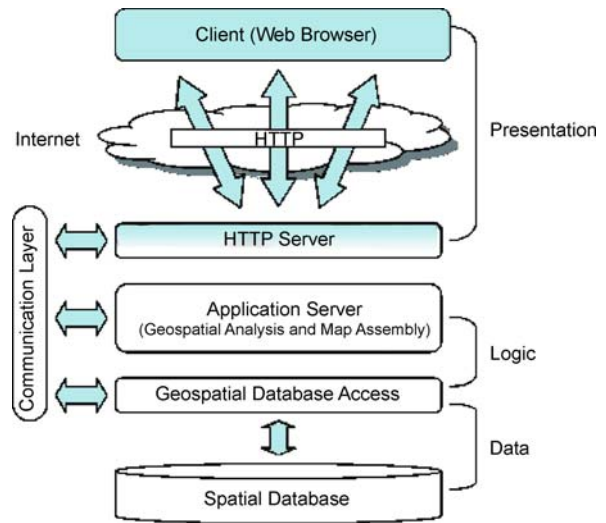 Client (Web Browser)
Internet
HTTP
Presentation
HTTP Server
Communication Layer
Application Server
(Geospatial Analysis and Map Assembly)
Logic
Geospatial Database Access
Data
Spatial Database